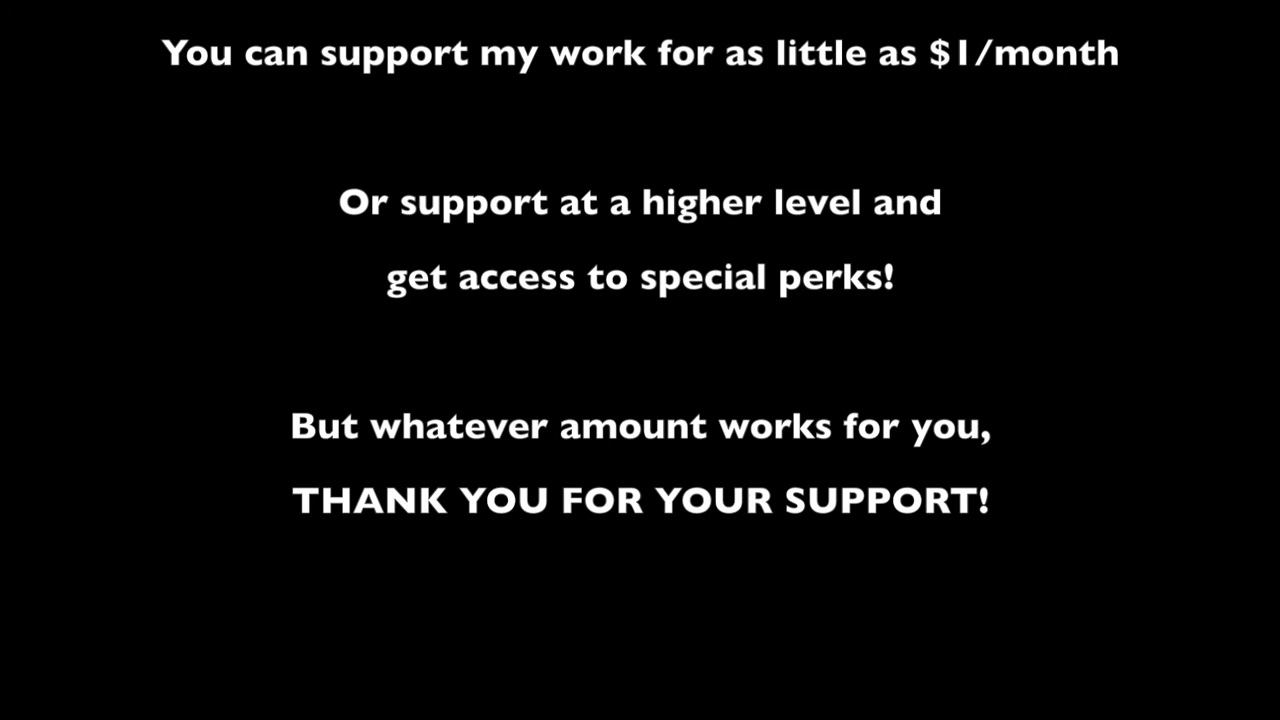 You can support my work for as little as $1/month
Or support at a higher level and
get access to special perks!
But whatever amount works for you,
THANK YOU FOR YOUR SUPPORT!